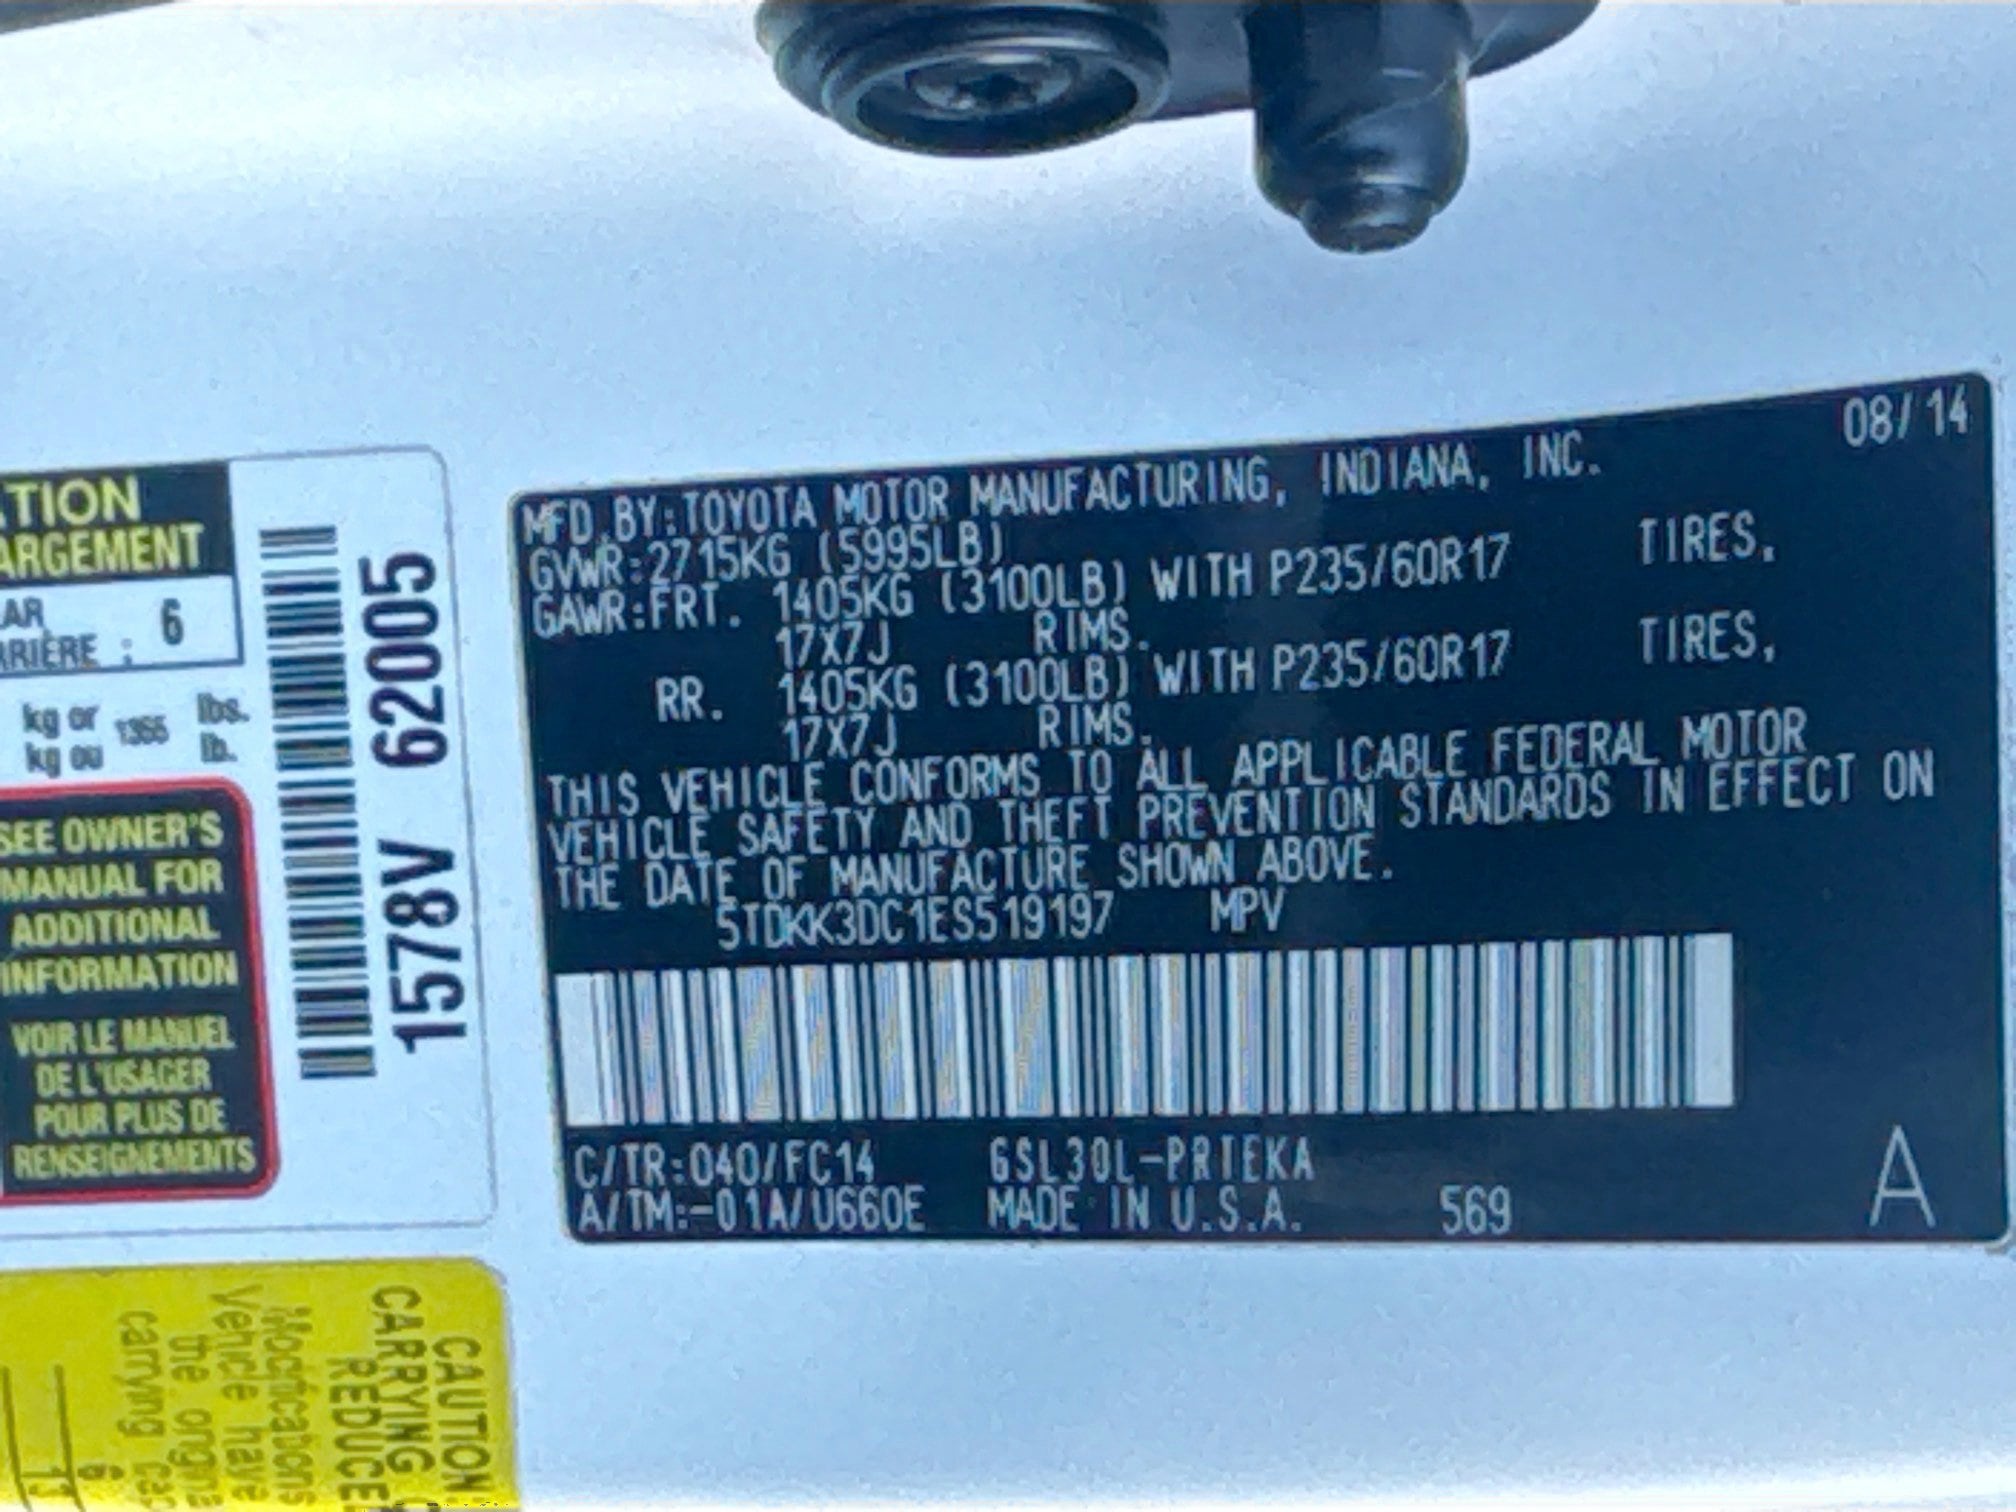 TION
ARGEMENT
AR
RIÈRE : 6
kg or 1355 lbs.
kg ou lb.
SEE OWNER'S
MANUAL FOR
ADDITIONAL
INFORMATION
VOIR LE MANUEL
DE L'USAGER
POUR PLUS DE
RENSEIGNEMENTS
1578V 62005
08/14
MFD.BY:TOYOTA MOTOR MANUFACTURING, INDIANA, INC.
GVWR:2715KG (5995LB)
GAWR:FRT. 1405KG (3100LB) WITH P235/60R17 TIRES,
17X7J RIMS.
RR. 1405KG (3100LB) WITH P235/60R17 TIRES,
17X7J RIMS.
THIS VEHICLE CONFORMS TO ALL APPLICABLE FEDERAL MOTOR
VEHICLE SAFETY AND THEFT PREVENTION STANDARDS IN EFFECT ON
THE DATE OF MANUFACTURE SHOWN ABOVE.
5TDKK3DC1ES519197 MPV
C/TR:040/FC14 GSL30L-PRTEKA
A/TM:-01A/U660E MADE IN U.S.A. 569
A
CAUTION
CARRYING C
REDUCE
Modifications
Vehicle have
the origina
carrying ca